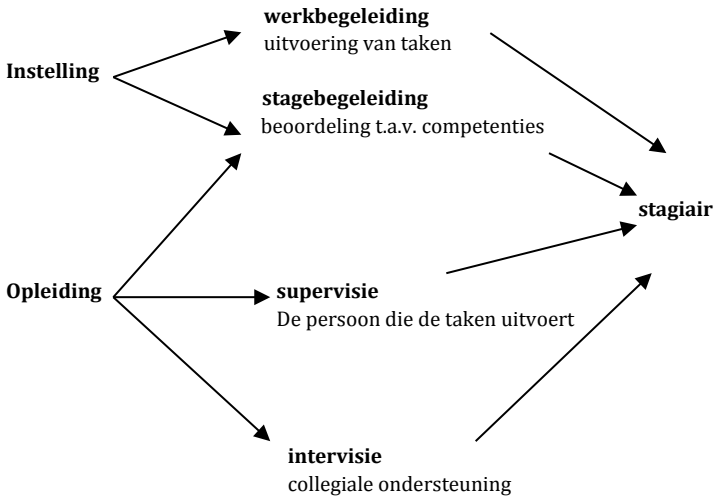 werkbegeleiding
uitvoering van taken
Instelling
stagebegeleiding
beoordeling t.a.v. competenties
stagiair
Opleiding
supervisie
De persoon die de taken uitvoert
intervisie
collegiale ondersteuning